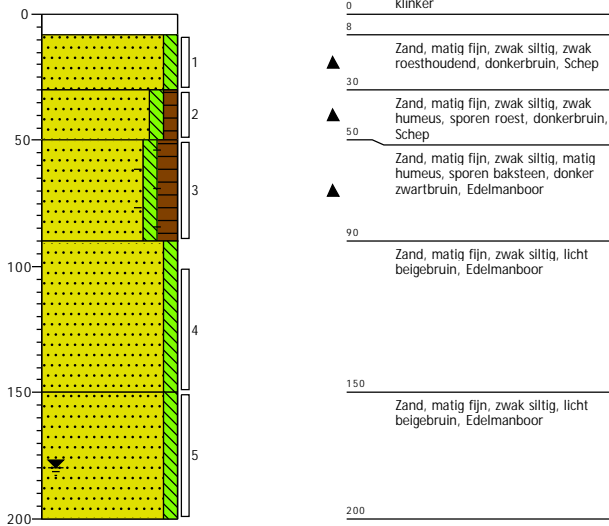 0
50
100
150
200
1
2
3
4
5
0
klinker
8
Zand, matig fijn, zwak siltig, zwak
roesthoudend, donkerbruin, Schep
30
Zand, matig fijn, zwak siltig, zwak
humeus, sporen roest, donkerbruin,
Schep
50
Zand, matig fijn, zwak siltig, matig
humeus, sporen baksteen, donker
zwartbruin, Edelmanboor
90
Zand, matig fijn, zwak siltig, licht
beigebruin, Edelmanboor
150
Zand, matig fijn, zwak siltig, licht
beigebruin, Edelmanboor
200